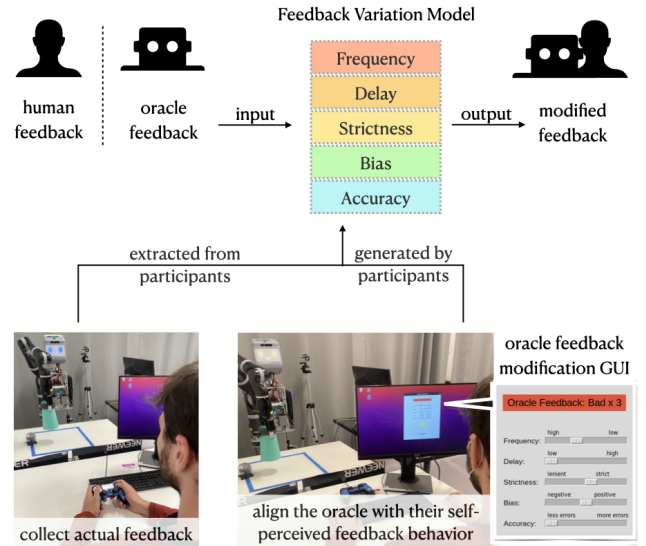 Feedback Variation Model
human
feedback
oracle
feedback
input
Frequency
Delay
Strictness
Bias
Accuracy
output
modified
feedback
extracted from
participants
generated by
participants
NEEWER
collect actual feedback
NEEWER
align the oracle with their self-
perceived feedback behavior
oracle feedback
modification GUI
Oracle Feedback: Bad x 3
high low
Frequency:
low high
Delay:
lenient strict
Strictness:
negative positive
Bias:
less errors more errors
Accuracy: